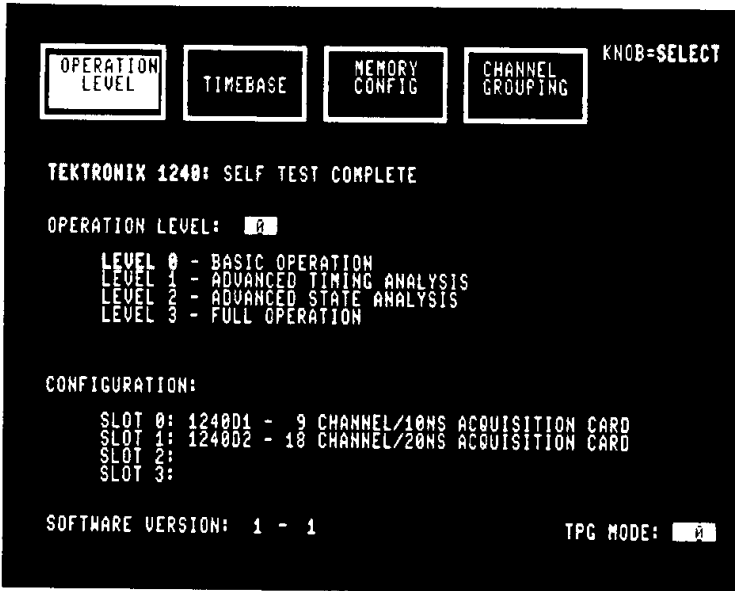 OPERATION LEVEL
TIMEBASE
MEMORY CONFIG
CHANNEL GROUPING
KNOB=SELECT
TEKTRONIX 1240: SELF TEST COMPLETE
OPERATION LEVEL: 0
LEVEL 0 - BASIC OPERATION
LEVEL 1 - ADVANCED TIMING ANALYSIS
LEVEL 2 - ADVANCED STATE ANALYSIS
LEVEL 3 - FULL OPERATION
CONFIGURATION:
SLOT 0: 1240D1 - 9 CHANNEL/10NS ACQUISITION CARD
SLOT 1: 1240D2 - 18 CHANNEL/20NS ACQUISITION CARD
SLOT 2:
SLOT 3:
SOFTWARE VERSION: 1 - 1
TPG MODE: 0